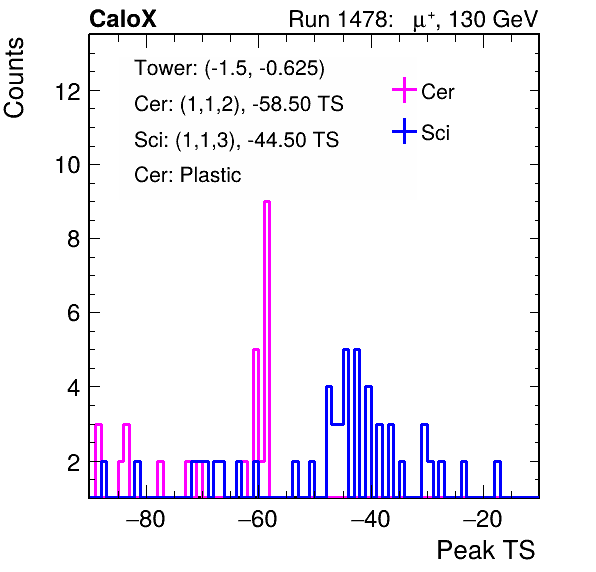 CaloX Run 1478: μ⁺, 130 GeV
Counts
Tower: (-1.5, -0.625)
Cer: (1,1,2), -58.50 TS
Sci: (1,1,3), -44.50 TS
Cer: Plastic
Cer
Sci
12
10
8
6
4
2
−80 −60 −40 −20
Peak TS